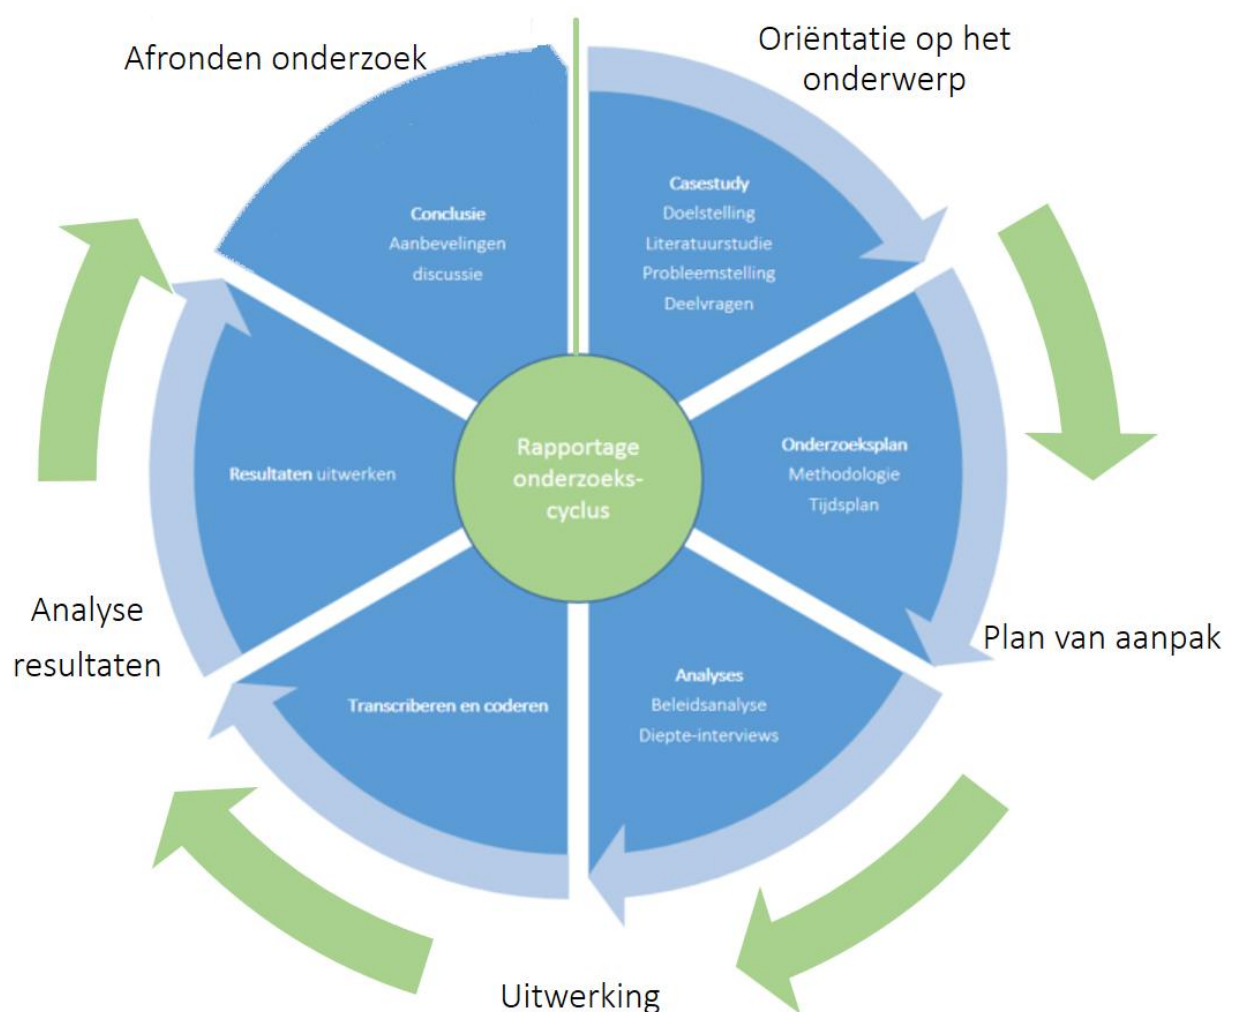 Afronden onderzoek
Oriëntatie op het
onderwerp
Casestudy
Doelstelling
Literatuurstudie
Probleemstelling
Deelvragen
Conclusie
Aanbevelingen
discussie
Onderzoeksplan
Methodologie
Tijdsplan
Rapportage
onderzoeks-
cyclus
Resultaten uitwerken
Plan van aanpak
Analyse
resultaten
Analyses
Beleidsanalyse
Diepte-interviews
Transcriberen en coderen
Uitwerking